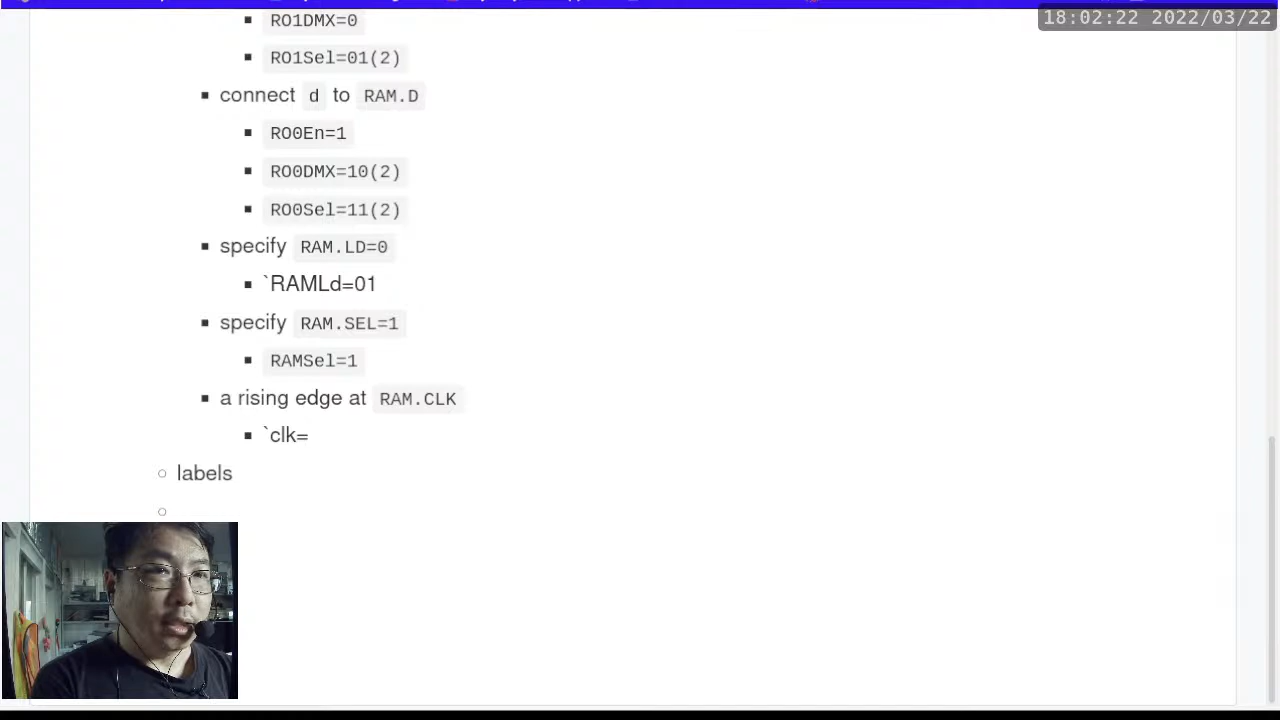 18:02:22 2022/03/22
RO1DMX=0
RO1Sel=01(2)
connect d to RAM.D
RO0En=1
RO0DMX=10(2)
RO0Sel=11(2)
specify RAM.LD=0
`RAMLd=01
specify RAM.SEL=1
RAMSel=1
a rising edge at RAM.CLK
`clk=
labels